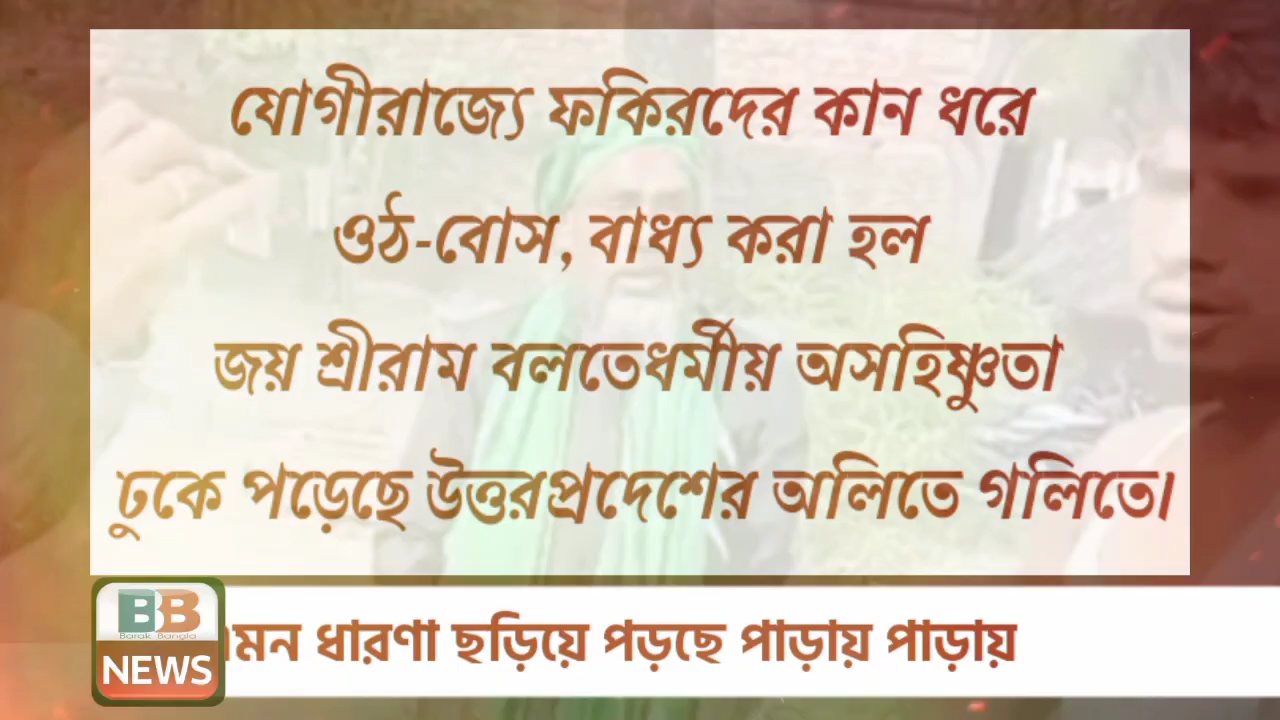 যোগীরাজ্যে ফকিরদের কান ধরে
ওঠ-বোস, বাধ্য করা হল
জয় শ্রীরাম বলতেধর্মীয় অসহিষ্ণুতা
ঢুকে পড়েছে উত্তরপ্রদেশের অলিতে গলিতে।
ধারণা ছড়িয়ে পড়ছে পাড়ায় পাড়ায়
BB
Barak Bangla
NEWS